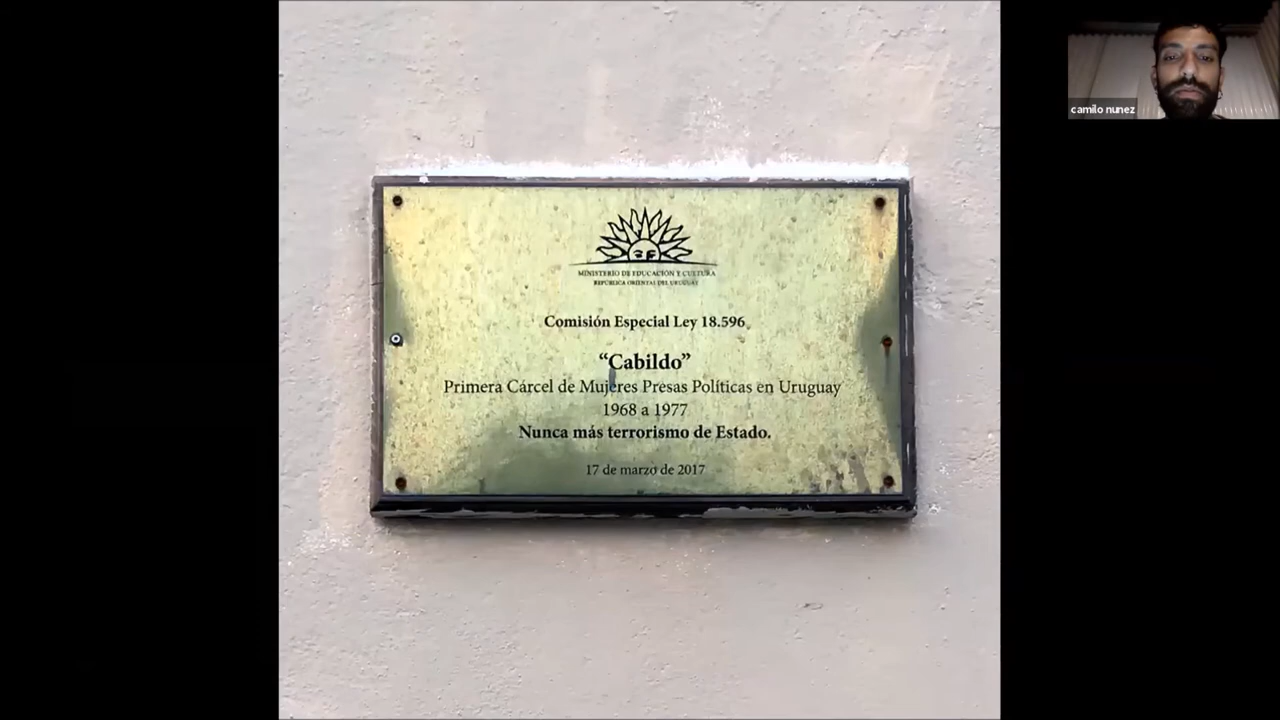 MINISTERIO DE EDUCACIÓN Y CULTURA
REPÚBLICA ORIENTAL DEL URUGUAY
Comisión Especial Ley 18.596
“Cabildo”
Primera Cárcel de Mujeres Presas Políticas en Uruguay
1968 a 1977
Nunca más terrorismo de Estado.
17 de marzo de 2017
camilo nunez